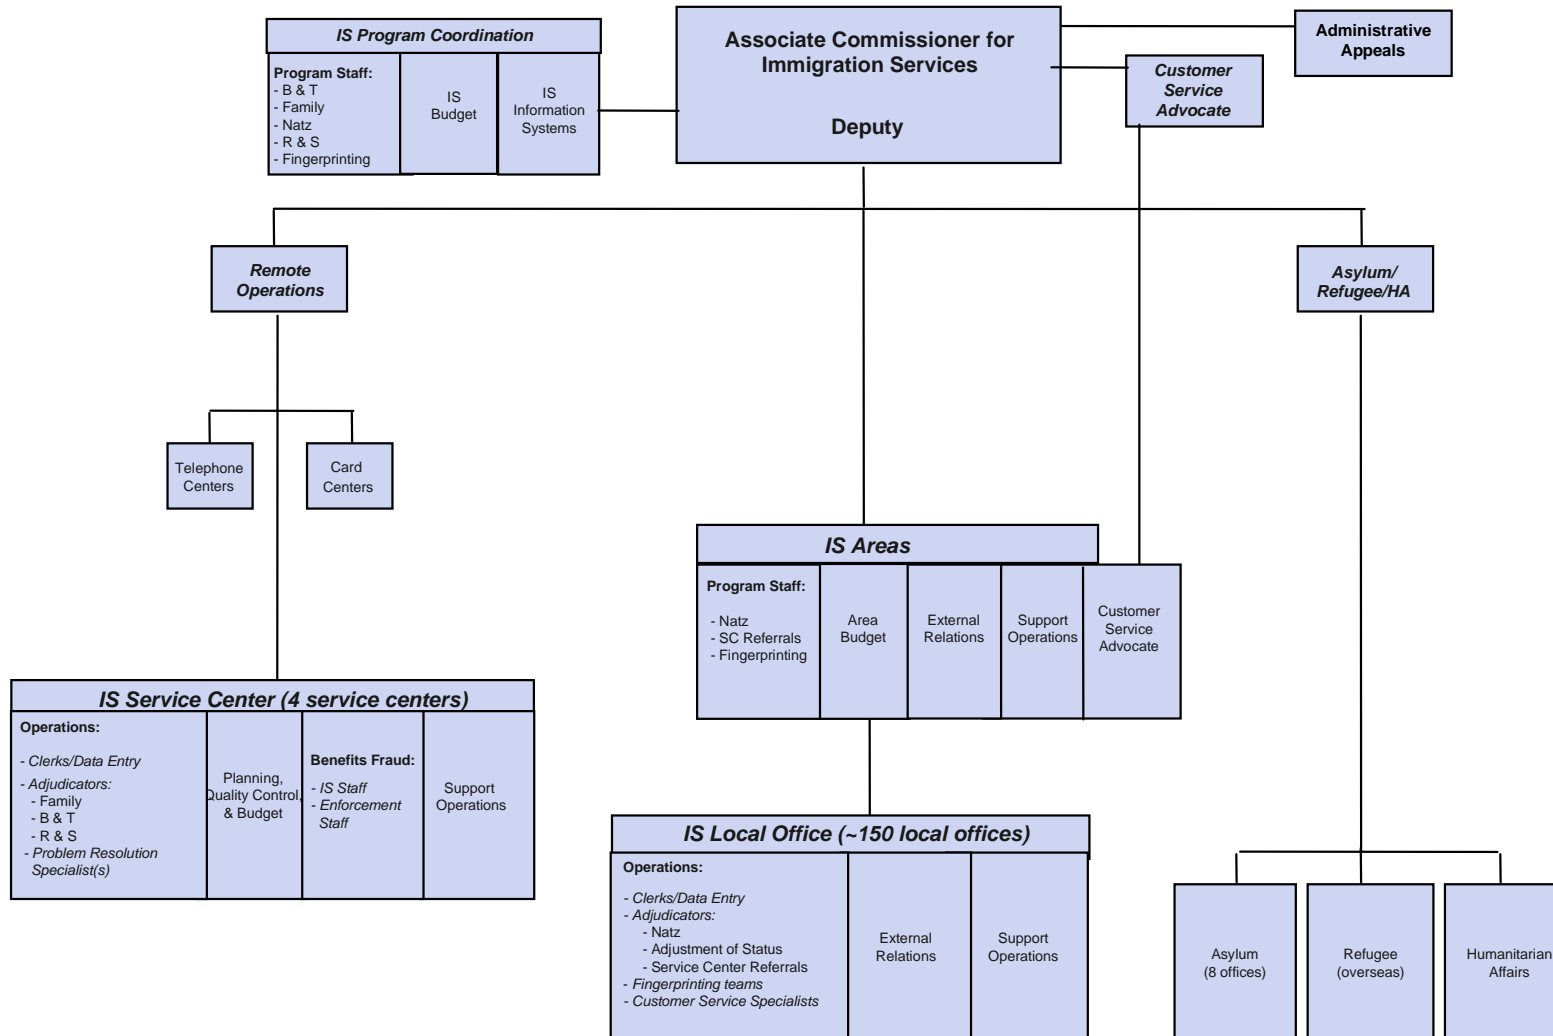 IS Program Coordination
Program Staff:
- B & T
- Family
- Natz
- R & S
- Fingerprinting
IS
Budget
IS
Information
Systems
Associate Commissioner for
Immigration Services
Deputy
Customer
Service
Advocate
Administrative
Appeals
Remote
Operations
Asylum/
Refugee/HA
Telephone
Centers
Card
Centers
IS Areas
Program Staff:
- Natz
- SC Referrals
- Fingerprinting
Area
Budget
External
Relations
Support
Operations
Customer
Service
Advocate
IS Service Center (4 service centers)
Operations:
- Clerks/Data Entry
- Adjudicators:
- Family
- B & T
- R & S
- Problem Resolution
Specialist(s)
Planning,
Quality Control,
& Budget
Benefits Fraud:
- IS Staff
- Enforcement
Staff
Support
Operations
IS Local Office (~150 local offices)
Operations:
- Clerks/Data Entry
- Adjudicators:
- Natz
- Adjustment of Status
- Service Center Referrals
- Fingerprinting teams
- Customer Service Specialists
External
Relations
Support
Operations
Asylum
(8 offices)
Refugee
(overseas)
Humanitarian
Affairs